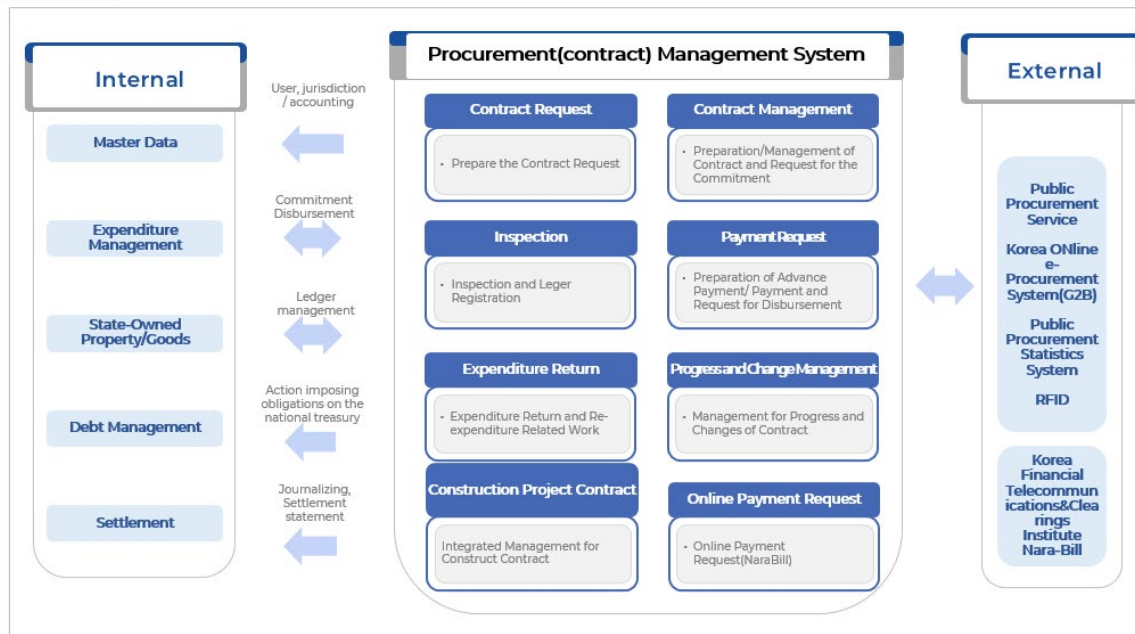 Internal
Master Data
Expenditure
Management
State-Owned
Property/Goods
Debt Management
Settlement
User, jurisdiction
/ accounting
Commitment
Disbursement
Ledger
management
Action imposing
obligations on the
national treasury
Journalizing,
Settlement
statement
Procurement(contract) Management System
Contract Request
• Prepare the Contract Request
Contract Management
• Preparation/Management of
Contract and Request for the
Commitment
Inspection
• Inspection and Leger
Registration
Payment Request
• Preparation of Advance
Payment/ Payment and
Request for Disbursement
Expenditure Return
• Expenditure Return and Re-
expenditure Related Work
Progress and Change Management
• Management for Progress and
Changes of Contract
Construction Project Contract
Integrated Management for
Construct Contract
Online Payment Request
• Online Payment
Request(NaraBill)
External
Public
Procurement
Service
Korea ONline
e-
Procurement
System(G2B)
Public
Procurement
Statistics
System
RFID
Korea
Financial
Telecommun
ications&Clea
rings
Institute
Nara-Bill